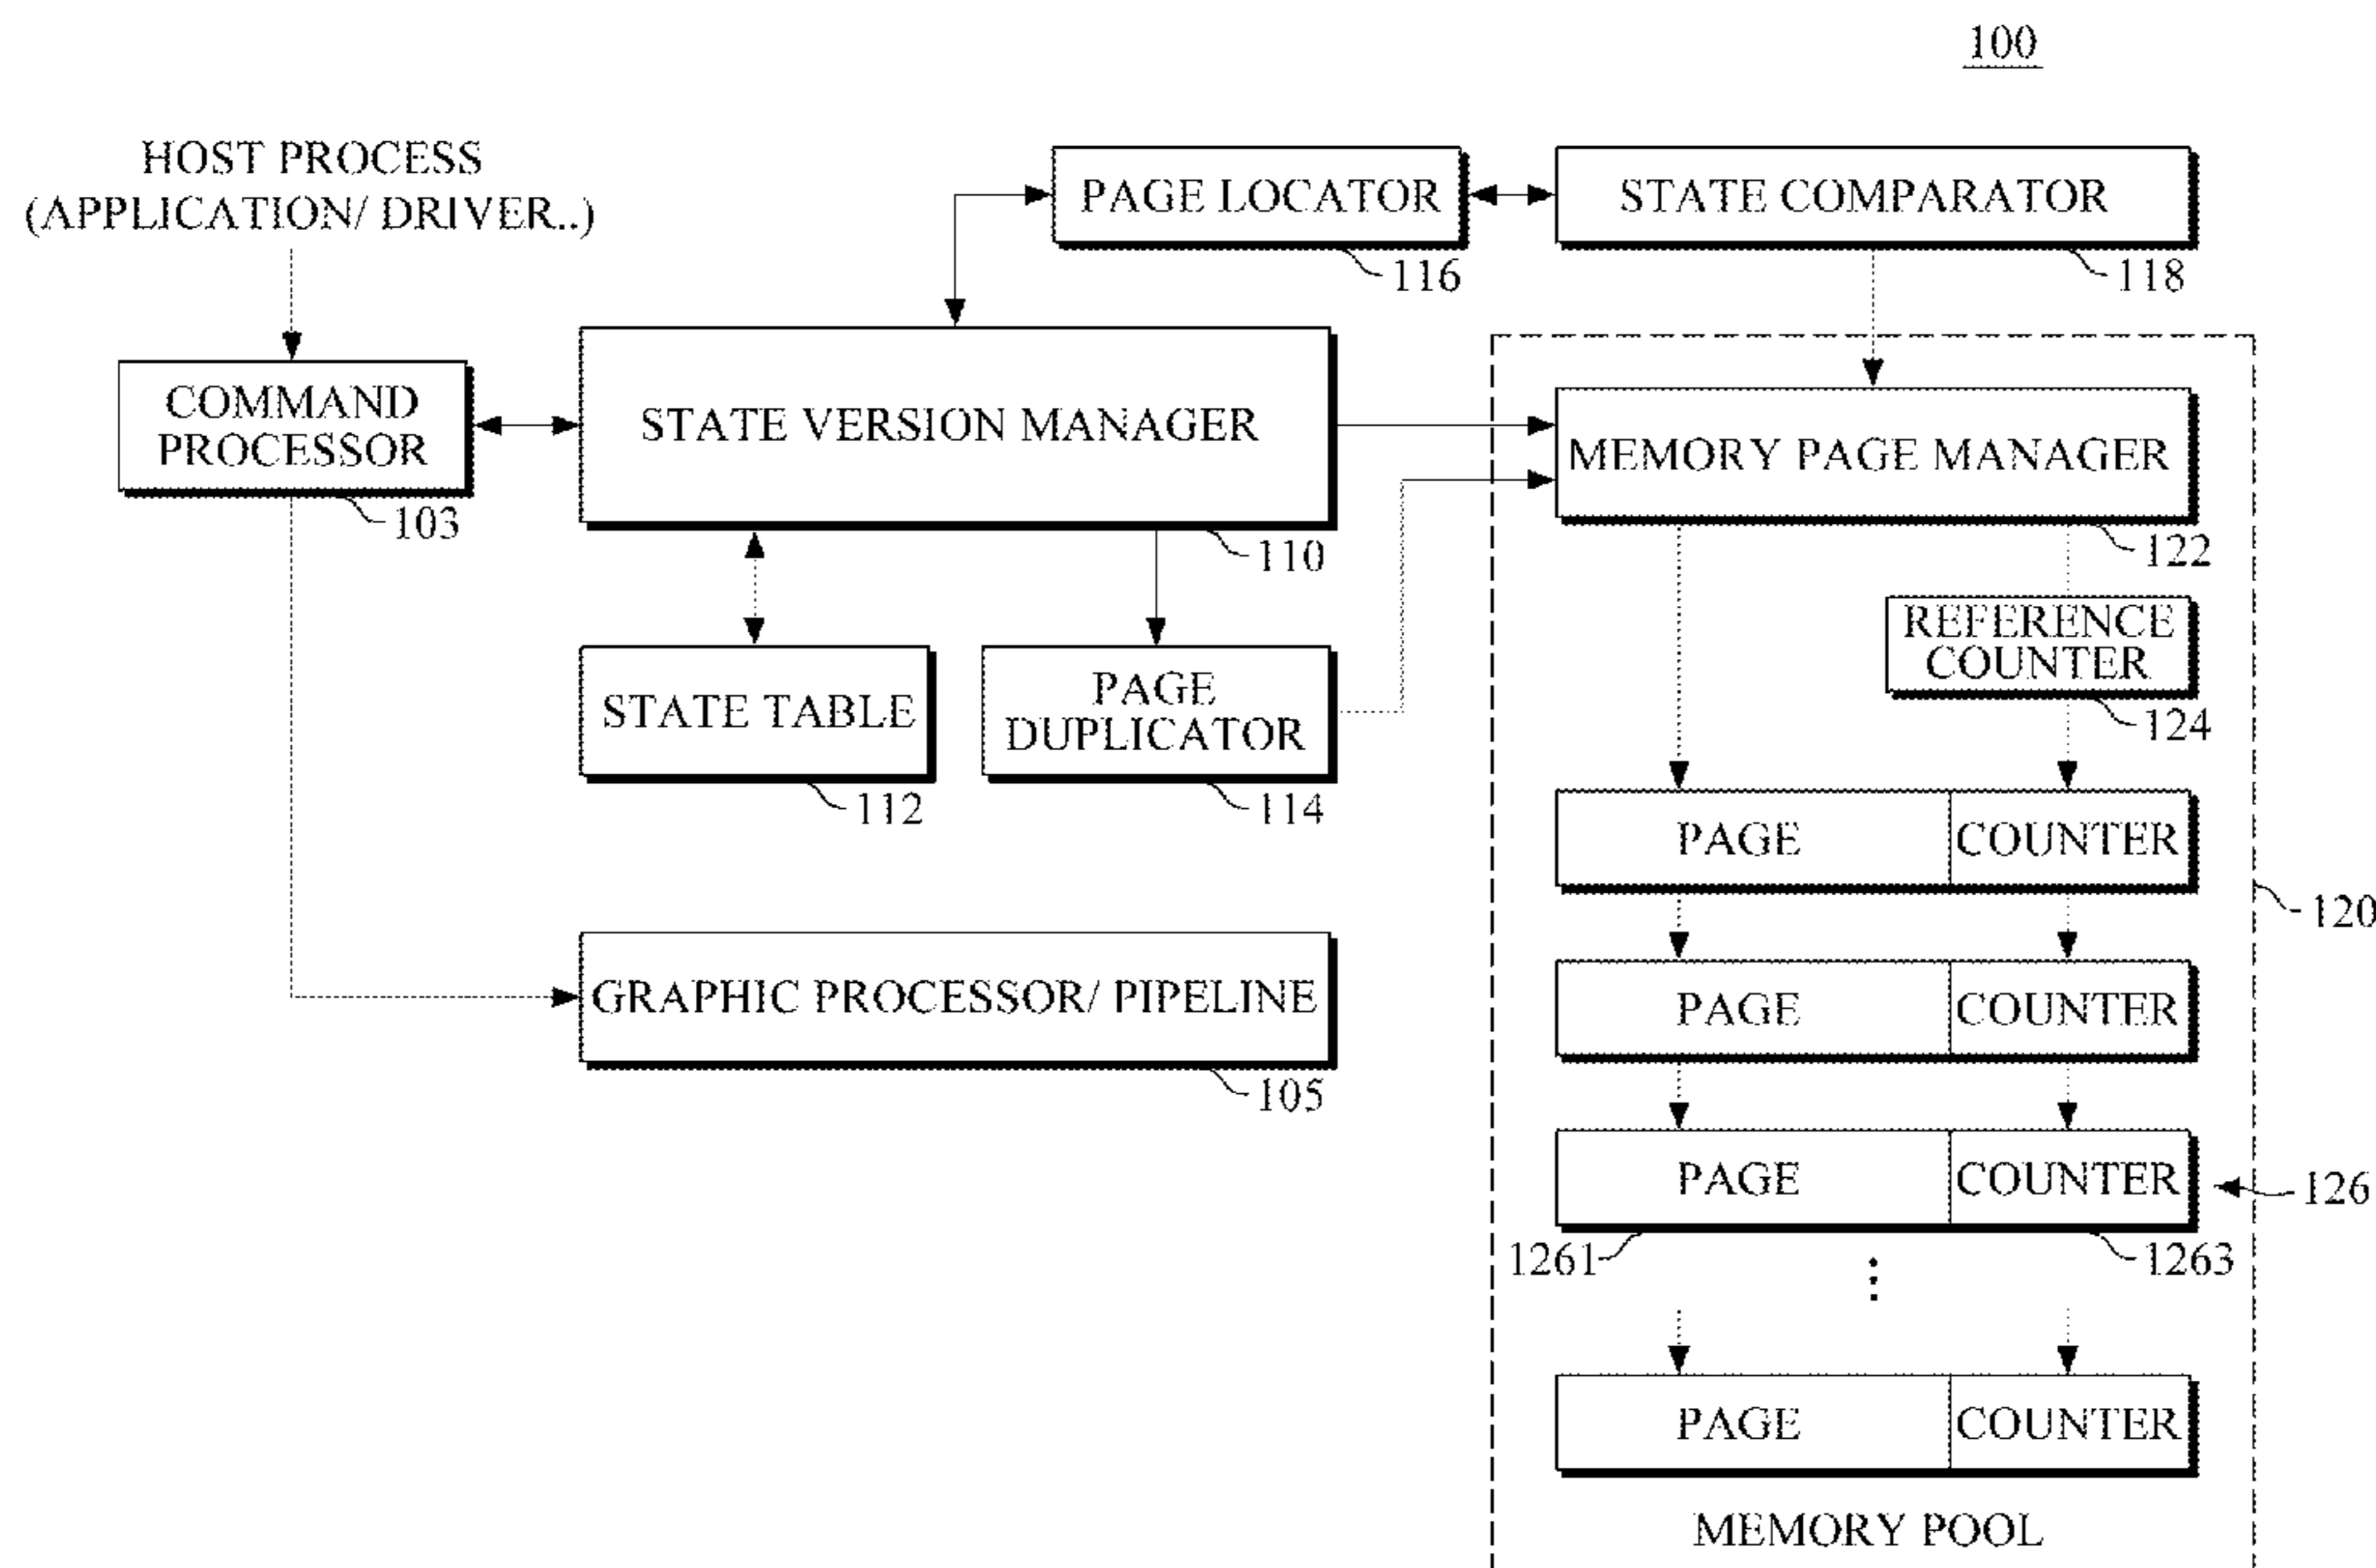 100
HOST PROCESS
(APPLICATION/ DRIVER..)
PAGE LOCATOR
116
STATE COMPARATOR
118
COMMAND
PROCESSOR
103
STATE VERSION MANAGER
110
MEMORY PAGE MANAGER
122
REFERENCE
COUNTER
124
STATE TABLE
112
PAGE
DUPLICATOR
114
PAGE COUNTER
120
GRAPHIC PROCESSOR/ PIPELINE
105
PAGE COUNTER
PAGE COUNTER
126
1261
1263
PAGE COUNTER
MEMORY POOL